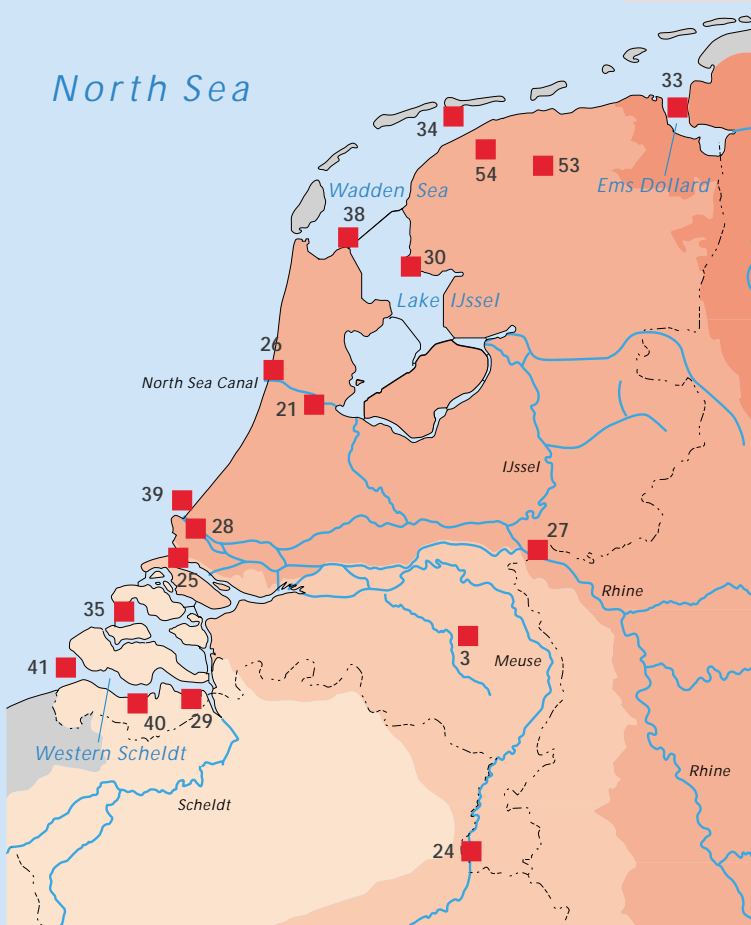 North Sea
33
34
54
53
Ems Dollard
Wadden Sea
38
30
Lake IJssel
26
North Sea Canal
21
IJssel
39
28
27
25
Rhine
35
3
Meuse
41
40
29
Western Scheldt
Rhine
Scheldt
24